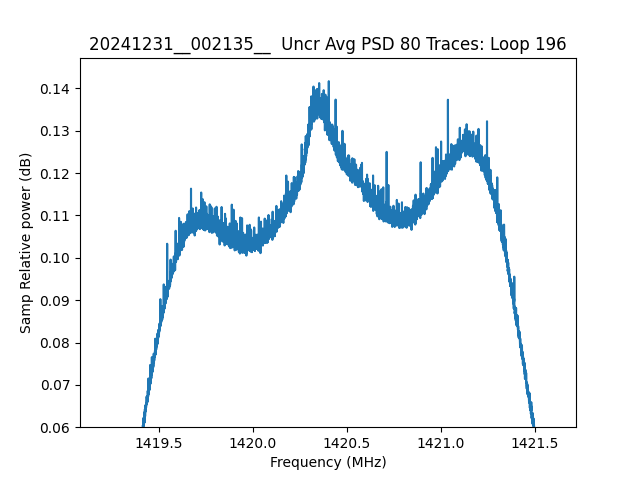 20241231__002135__  Uncr Avg PSD 80 Traces: Loop 196
Samp Relative power (dB)
0.14
0.13
0.12
0.11
0.10
0.09
0.08
0.07
0.06
1419.5 1420.0 1420.5 1421.0 1421.5
Frequency (MHz)